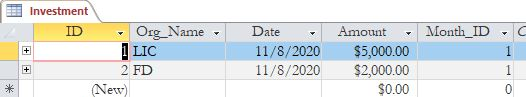 Investment
ID Org_Name Date Amount Month_ID C
1 LIC 11/8/2020 $5,000.00 1
2 FD 11/8/2020 $2,000.00 1
(New) $0.00 0